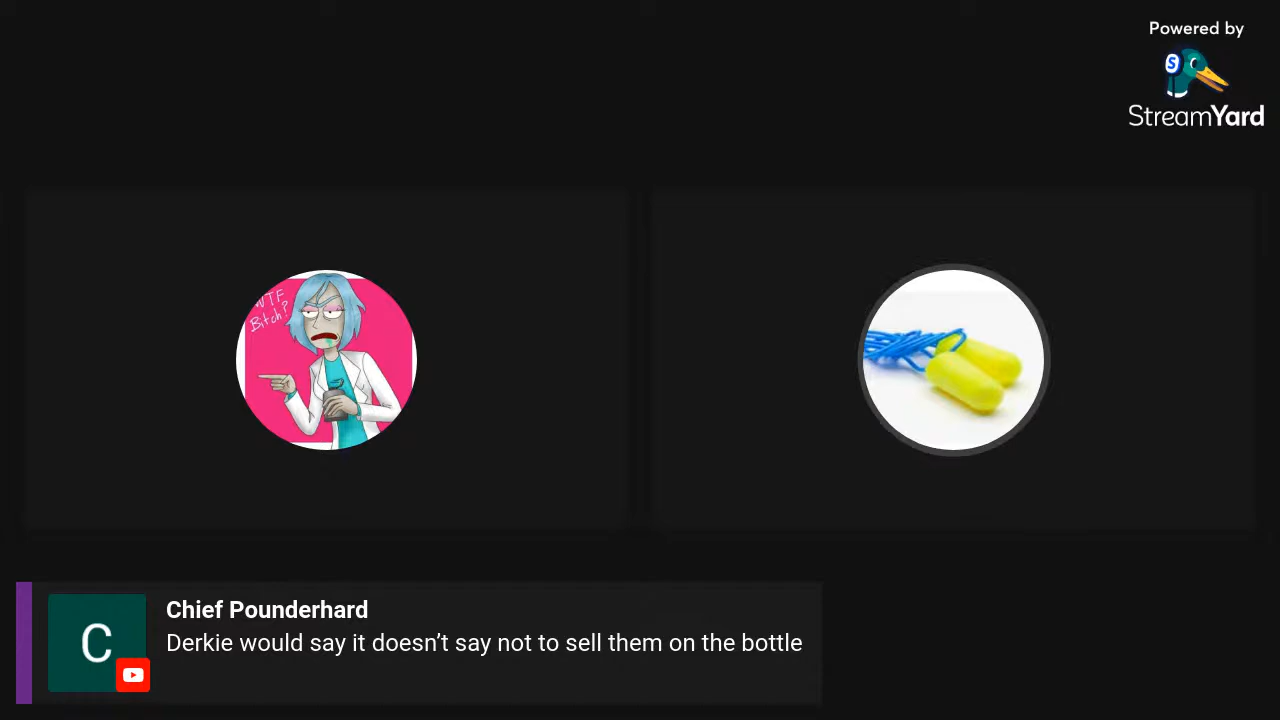 Powered by
S
StreamYard
WTF
Bitch?
C
Chief Pounderhard
Derkie would say it doesn’t say not to sell them on the bottle